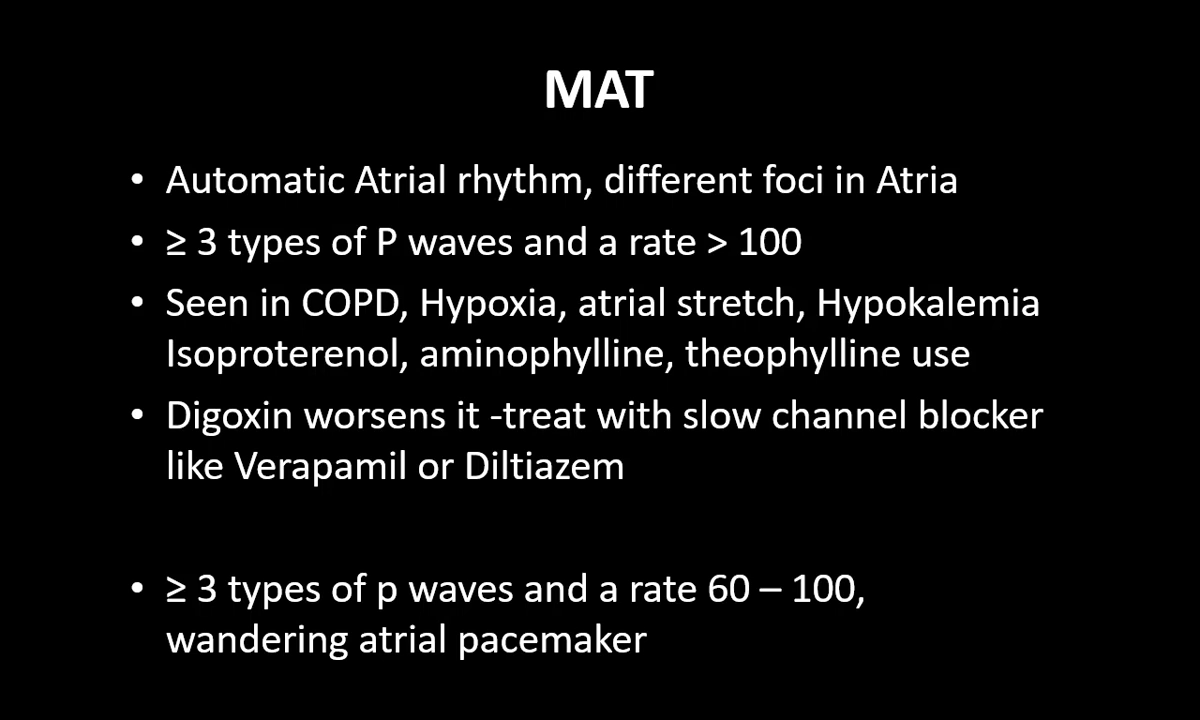 MAT
• Automatic Atrial rhythm, different foci in Atria
• ≥ 3 types of P waves and a rate > 100
• Seen in COPD, Hypoxia, atrial stretch, Hypokalemia
Isoproterenol, aminophylline, theophylline use
• Digoxin worsens it -treat with slow channel blocker
like Verapamil or Diltiazem
• ≥ 3 types of p waves and a rate 60 – 100,
wandering atrial pacemaker